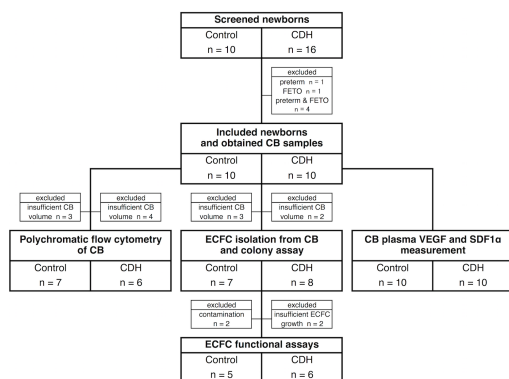 Screened newborns
Control CDH
n = 10 n = 16
excluded
preterm n = 1
FETO n = 1
preterm & FETO
n = 4
Included newborns
and obtained CB samples
Control CDH
n = 10 n = 10
excluded
insufficient CB
volume n = 3
excluded
insufficient CB
volume n = 4
excluded
insufficient CB
volume n = 3
excluded
insufficient CB
volume n = 2
Polychromatic flow cytometry
of CB
Control CDH
n = 7 n = 6
ECFC isolation from CB
and colony assay
Control CDH
n = 7 n = 8
CB plasma VEGF and SDF1α
measurement
Control CDH
n = 10 n = 10
excluded
contamination
n = 2
excluded
insufficient ECFC
growth n = 2
ECFC functional assays
Control CDH
n = 5 n = 6